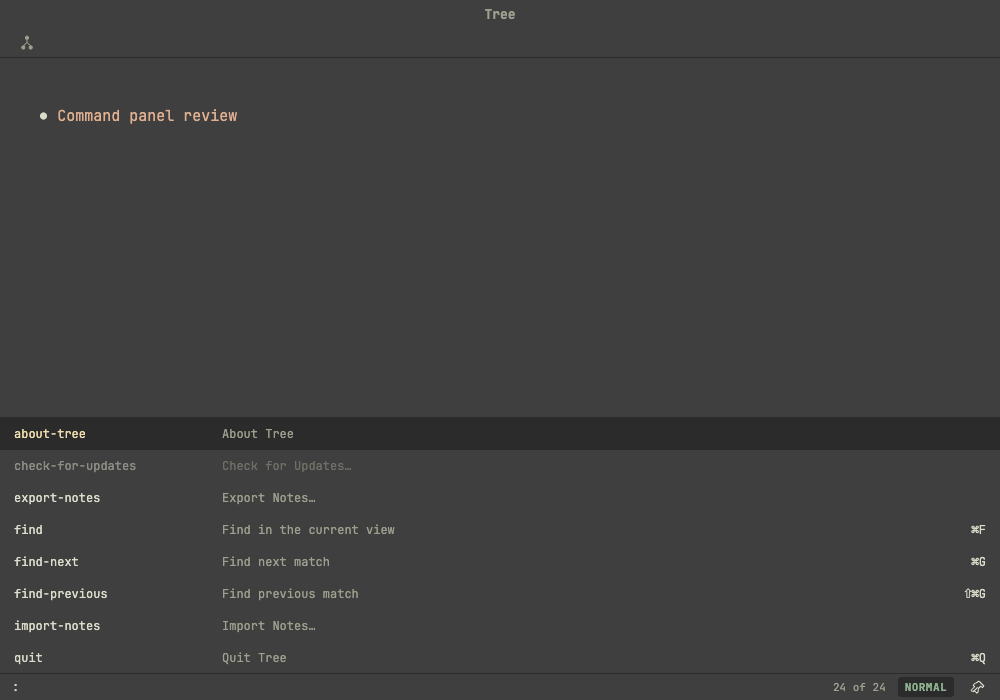 Tree
Command panel review
about-tree About Tree
check-for-updates Check for Updates…
export-notes Export Notes…
find Find in the current view ⌘F
find-next Find next match ⌘G
find-previous Find previous match ⇧⌘G
import-notes Import Notes…
quit Quit Tree ⌘Q
: 24 of 24 NORMAL